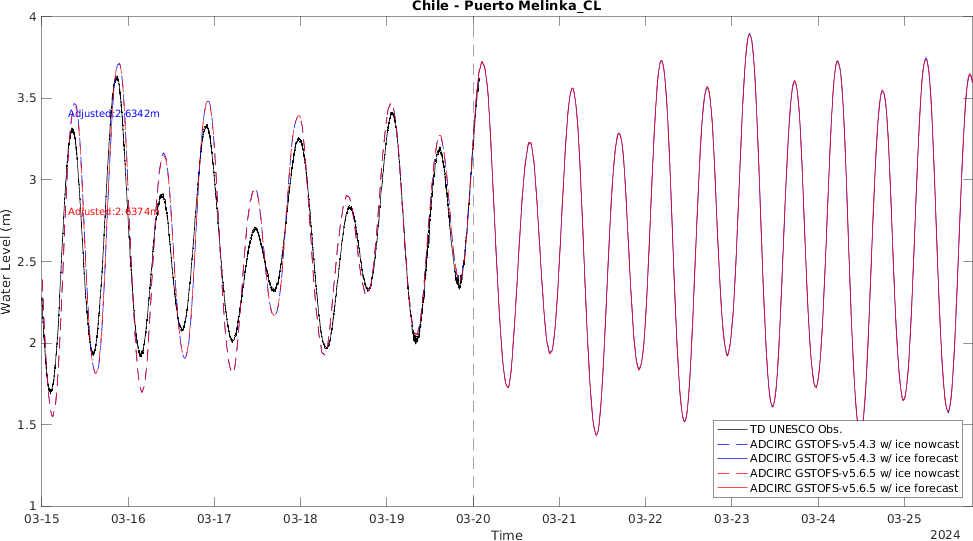 Chile - Puerto Melinka_CL
4
3.5
3
2.5
2
1.5
1
Water Level (m)
Adjusted:2.6342m
Adjusted:2.6374m
TD UNESCO Obs.
ADCIRC GSTOFS-v5.4.3 w/ ice nowcast
ADCIRC GSTOFS-v5.4.3 w/ ice forecast
ADCIRC GSTOFS-v5.6.5 w/ ice nowcast
ADCIRC GSTOFS-v5.6.5 w/ ice forecast
03-15 03-16 03-17 03-18 03-19 03-20 03-21 03-22 03-23 03-24 03-25
Time
2024